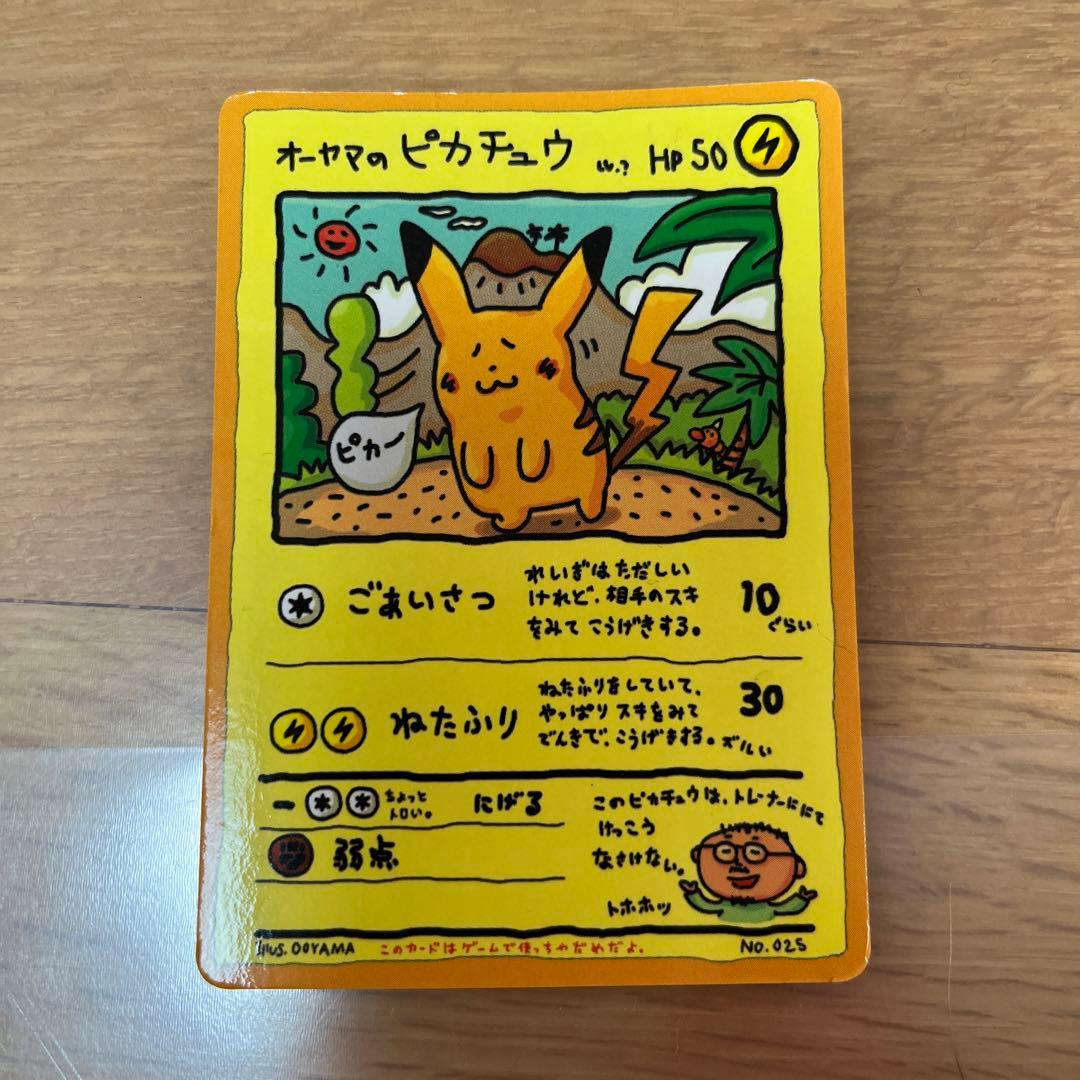 オーヤマの ピカチュウ LV.? HP 50
ピカー
ごあいさつ
れいぎはただしい
けれど、相手のスキ
をみて こうげきする。
10
ぐらい
ねたふり
ねたふりをしていて、
やっぱり スキをみて
でんきで、こうげきする。ズルい
30
ちょっと
トロい。
にげる
弱点
このピカチュウは、トレーナーににて
けっこう
なさけない。
トホホッ
Illus. OOYAMA このカードはゲームで使っちゃだめだよ。 NO.025